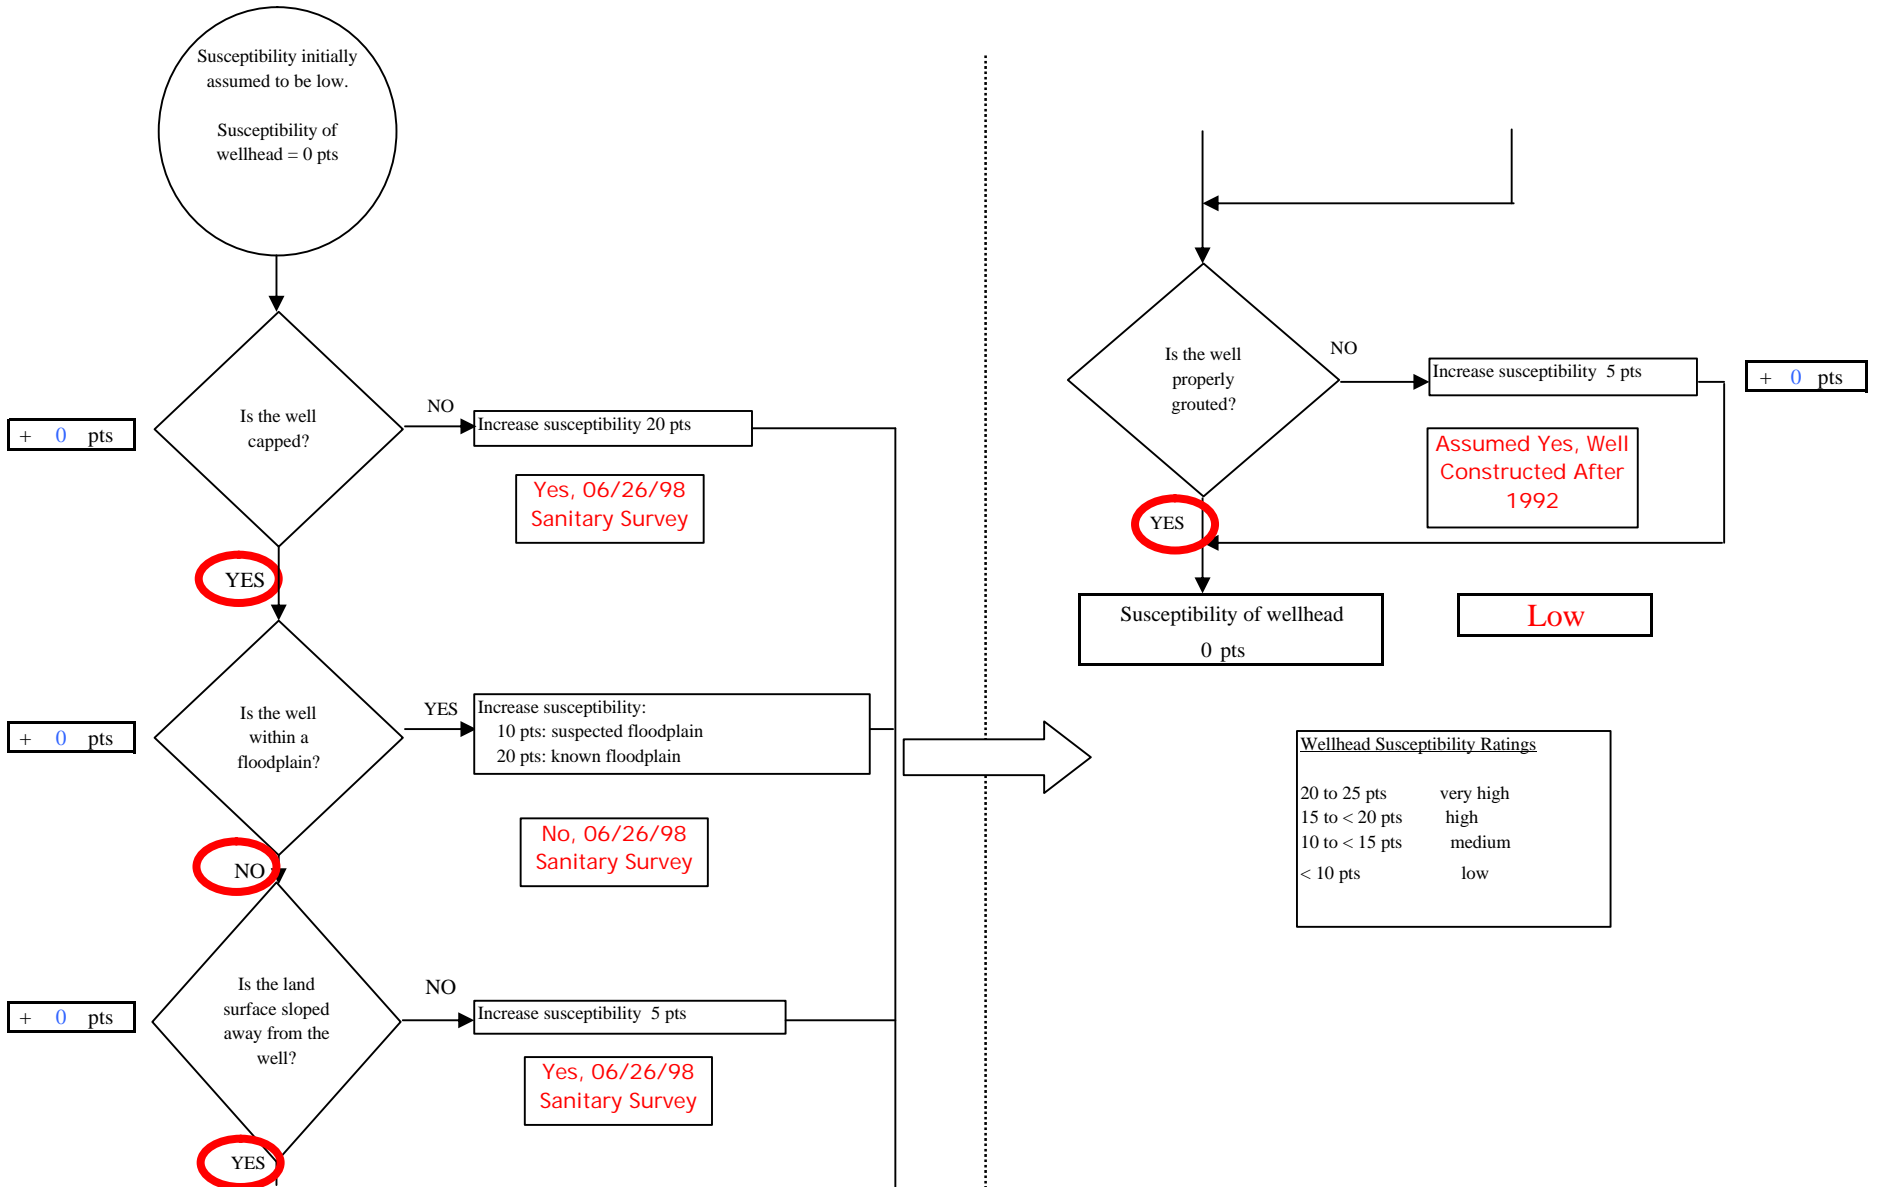 Susceptibility initially
assumed to be low.
Susceptibility of
wellhead = 0 pts
Is the well
capped?
NO
Increase susceptibility 20 pts
+ 0 pts
Yes, 06/26/98
Sanitary Survey
YES
Is the well
within a
floodplain?
YES
Increase susceptibility:
10 pts: suspected floodplain
20 pts: known floodplain
+ 0 pts
No, 06/26/98
Sanitary Survey
NO
Is the land
surface sloped
away from the
well?
NO
Increase susceptibility 5 pts
+ 0 pts
Yes, 06/26/98
Sanitary Survey
YES
Is the well
properly
grouted?
NO
Increase susceptibility 5 pts
+ 0 pts
Assumed Yes, Well
Constructed After
1992
YES
Susceptibility of wellhead
0 pts
Low
Wellhead Susceptibility Ratings
20 to 25 pts very high
15 to < 20 pts high
10 to < 15 pts medium
< 10 pts low